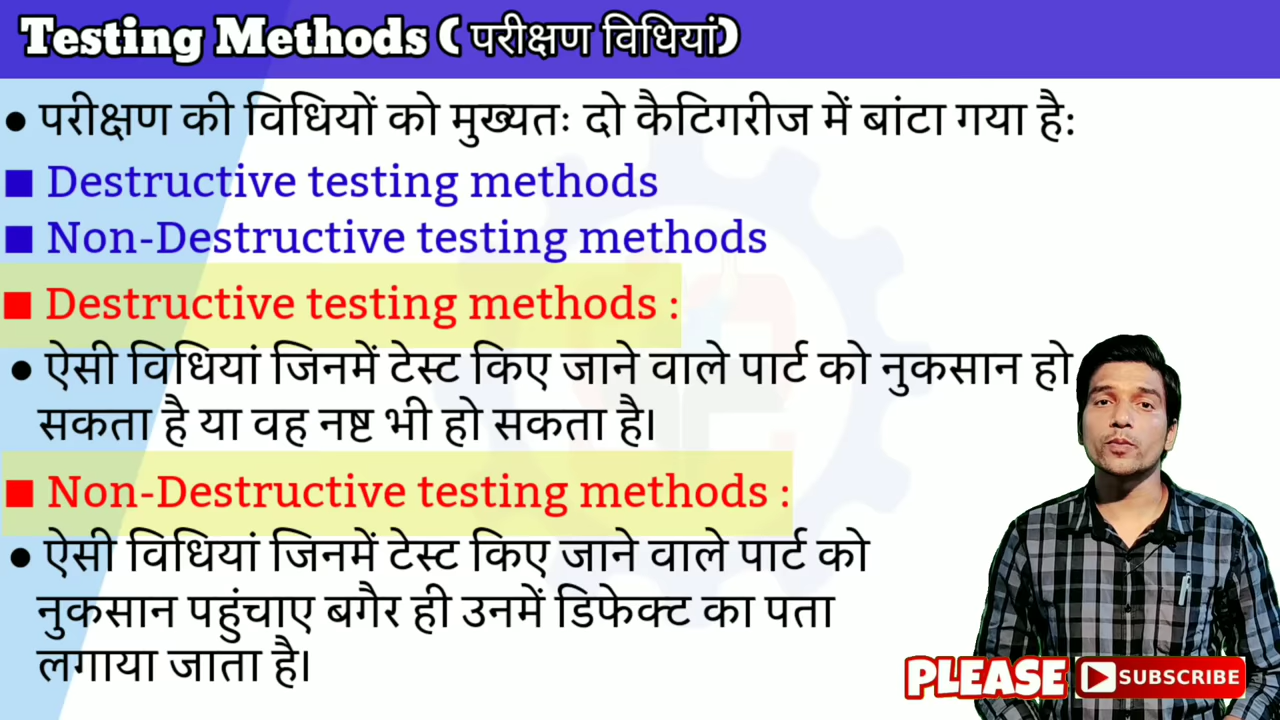 Testing Methods ( परीक्षण विधियां)
● परीक्षण की विधियों को मुख्यतः दो कैटिगरीज में बांटा गया है:
■ Destructive testing methods
■ Non-Destructive testing methods
■ Destructive testing methods :
● ऐसी विधियां जिनमें टेस्ट किए जाने वाले पार्ट को नुकसान हो
सकता है या वह नष्ट भी हो सकता है।
■ Non-Destructive testing methods :
● ऐसी विधियां जिनमें टेस्ट किए जाने वाले पार्ट को
नुकसान पहुंचाए बगैर ही उनमें डिफेक्ट का पता
लगाया जाता है।
PLEASE SUBSCRIBE